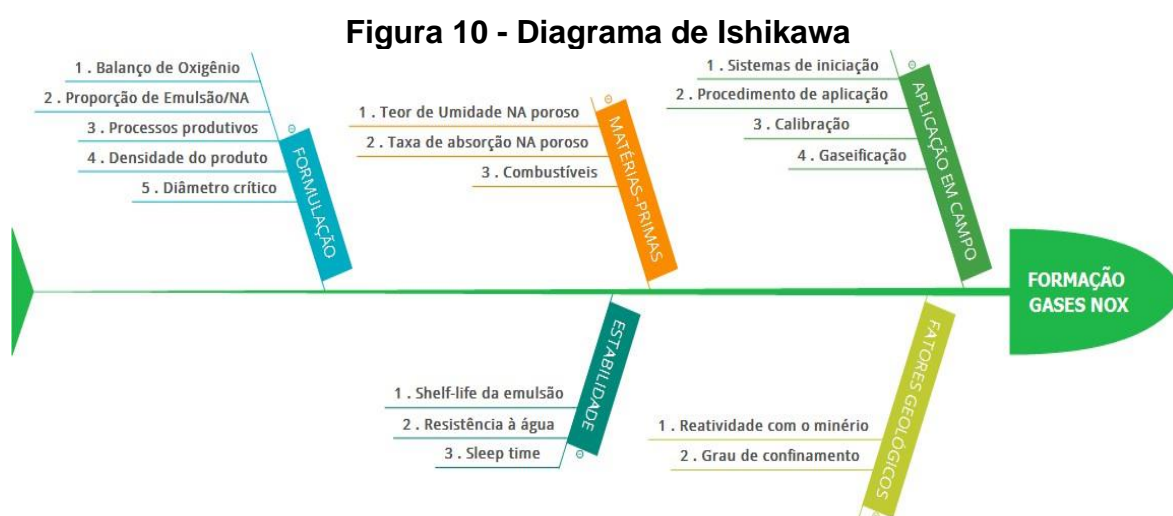 Figura 10 - Diagrama de Ishikawa
1 . Balanço de Oxigênio
2 . Proporção de Emulsão/NA
3 . Processos produtivos
4 . Densidade do produto
5 . Diâmetro crítico
FORMULAÇÃO
1 . Teor de Umidade NA poroso
2 . Taxa de absorção NA poroso
3 . Combustíveis
MATÉRIAS-PRIMAS
1 . Sistemas de iniciação
2 . Procedimento de aplicação
3 . Calibração
4 . Gaseificação
APLICAÇÃO EM CAMPO
FORMAÇÃO
GASES NOX
1 . Shelf-life da emulsão
2 . Resistência à água
3 . Sleep time
ESTABILIDADE
1 . Reatividade com o minério
2 . Grau de confinamento
FATORES GEOLÓGICOS